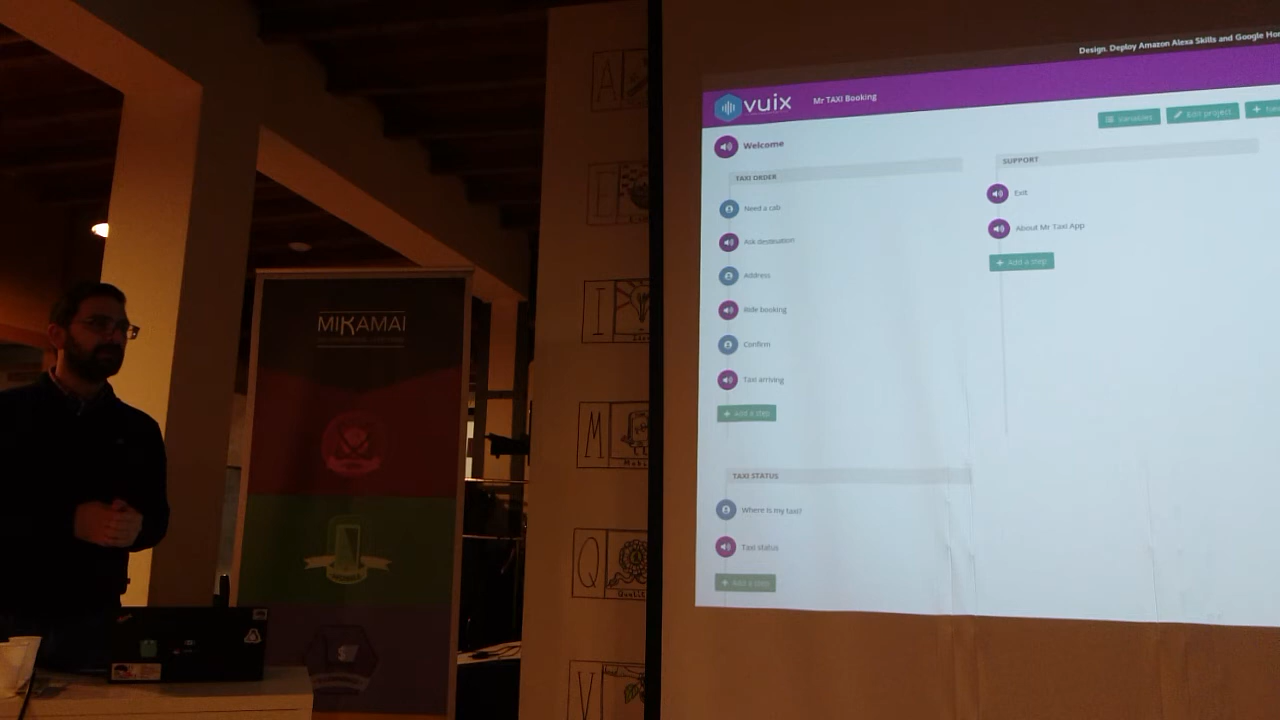 Design. Deploy Amazon Alexa Skills and Google Ho
vuix
Mr TAXI Booking
Variables
Edit project
Welcome
TAXI ORDER
Need a cab
Ask destination
Address
Ride booking
Confirm
Taxi arriving
+ Add a step
TAXI STATUS
Where is my taxi?
Taxi status
+ Add a step
SUPPORT
Exit
About Mr Taxi App
+ Add a step
MIKAMAI
A
I
M
Q
V